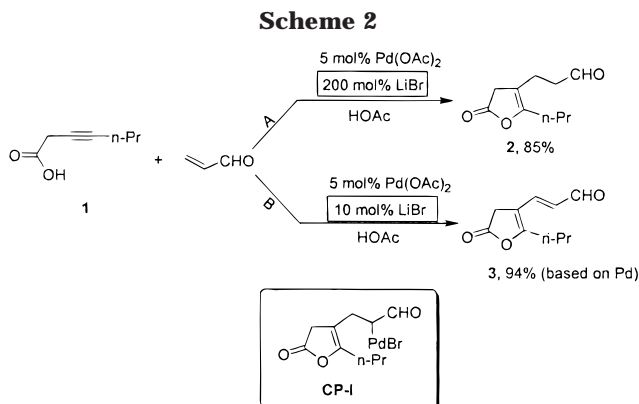 Scheme 2
5 mol% Pd(OAc)2
200 mol% LiBr
HOAc
A
CHO
O
O
n-Pr
2, 85%
n-Pr
O
OH
1
+
CHO
B
5 mol% Pd(OAc)2
10 mol% LiBr
HOAc
CHO
O
O
n-Pr
3, 94% (based on Pd)
CHO
PdBr
O
O
n-Pr
CP-I